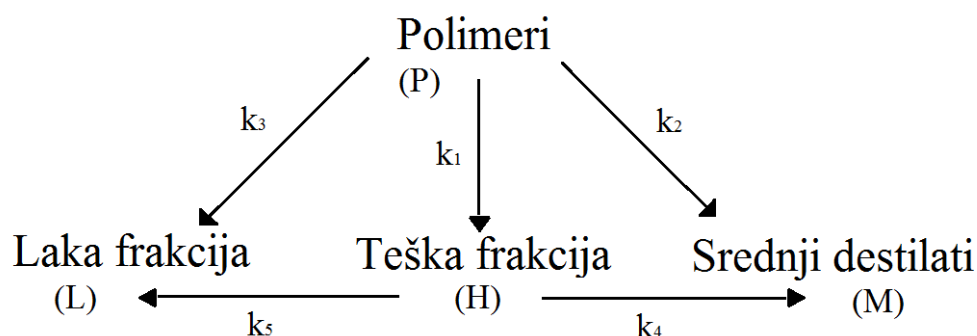 Polimeri
(P)
k₃
k₂
k₁
Laka frakcija
Teška frakcija
Srednji destilati
(L)
(H)
(M)
k₅
k₄